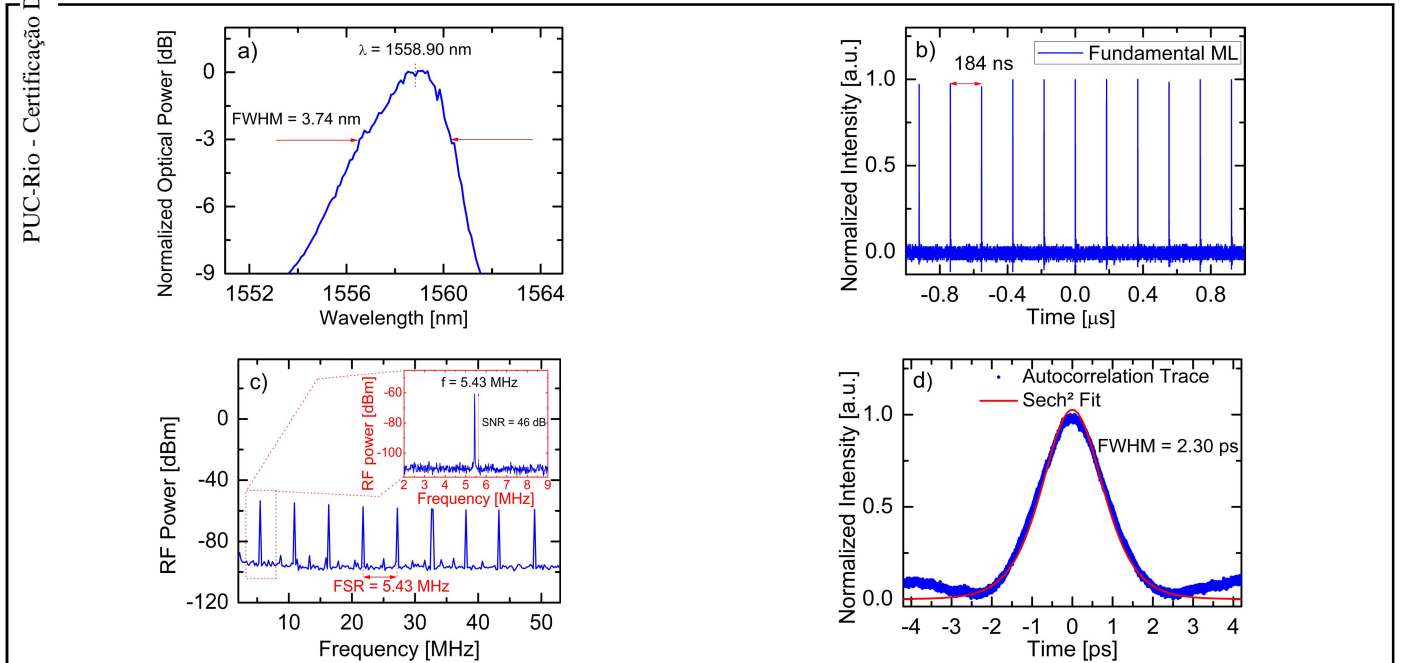 PUC-Rio - Certificação D
a)
λ = 1558.90 nm
FWHM = 3.74 nm
Normalized Optical Power [dB]
0
-3
-6
-9
1552 1556 1560 1564
Wavelength [nm]
b)
Fundamental ML
184 ns
Normalized Intensity [a.u.]
1.0
0.5
0.0
-0.8 -0.4 0.0 0.4 0.8
Time [μs]
c)
RF Power [dBm]
0
-40
-80
-120
10 20 30 40 50
Frequency [MHz]
FSR = 5.43 MHz
f = 5.43 MHz
SNR = 46 dB
RF power [dBm]
-60
-80
-100
2 3 4 5 6 7 8 9
Frequency [MHz]
d)
Autocorrelation Trace
Sech² Fit
FWHM = 2.30 ps
Normalized Intensity [a.u.]
1.0
0.5
0.0
-4 -3 -2 -1 0 1 2 3 4
Time [ps]